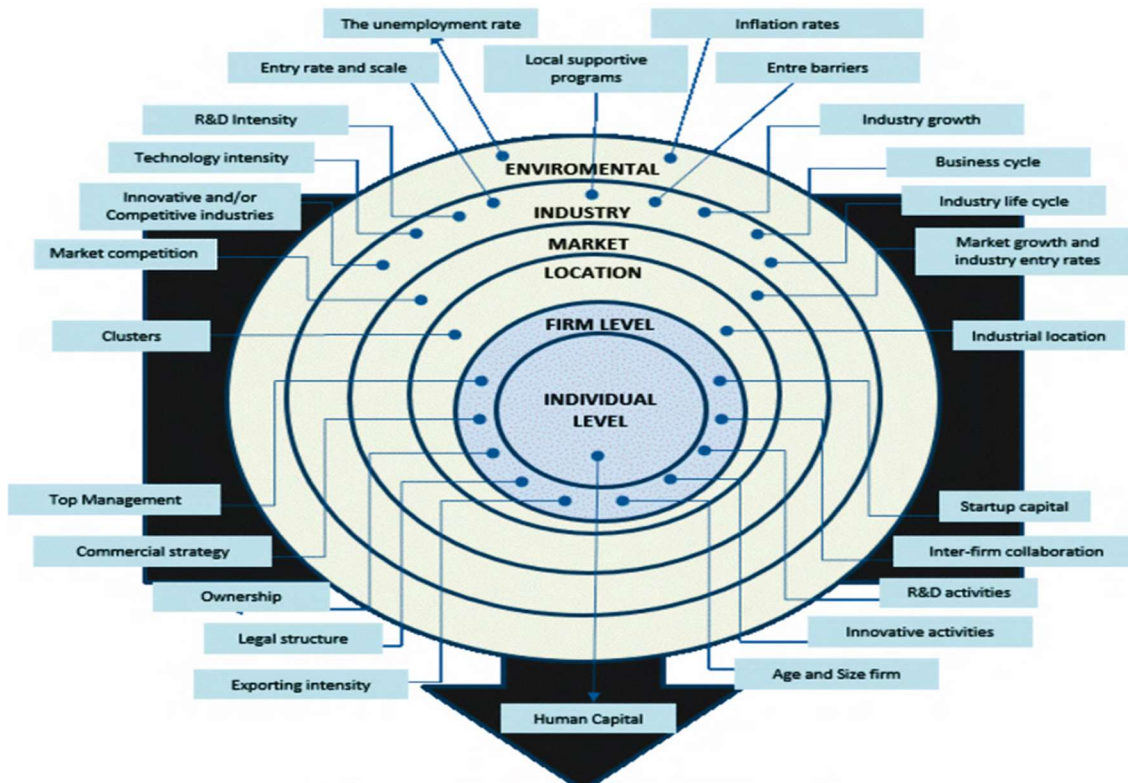 The unemployment rate
Inflation rates
Entry rate and scale
Local supportive
programs
Entre barriers
R&D Intensity
Industry growth
Technology intensity
Business cycle
Innovative and/or
Competitive industries
Industry life cycle
Market competition
Market growth and
industry entry rates
Clusters
Industrial location
ENVIROMENTAL
INDUSTRY
MARKET
LOCATION
FIRM LEVEL
INDIVIDUAL
LEVEL
Top Management
Startup capital
Commercial strategy
Inter-firm collaboration
Ownership
R&D activities
Legal structure
Innovative activities
Exporting intensity
Age and Size firm
Human Capital